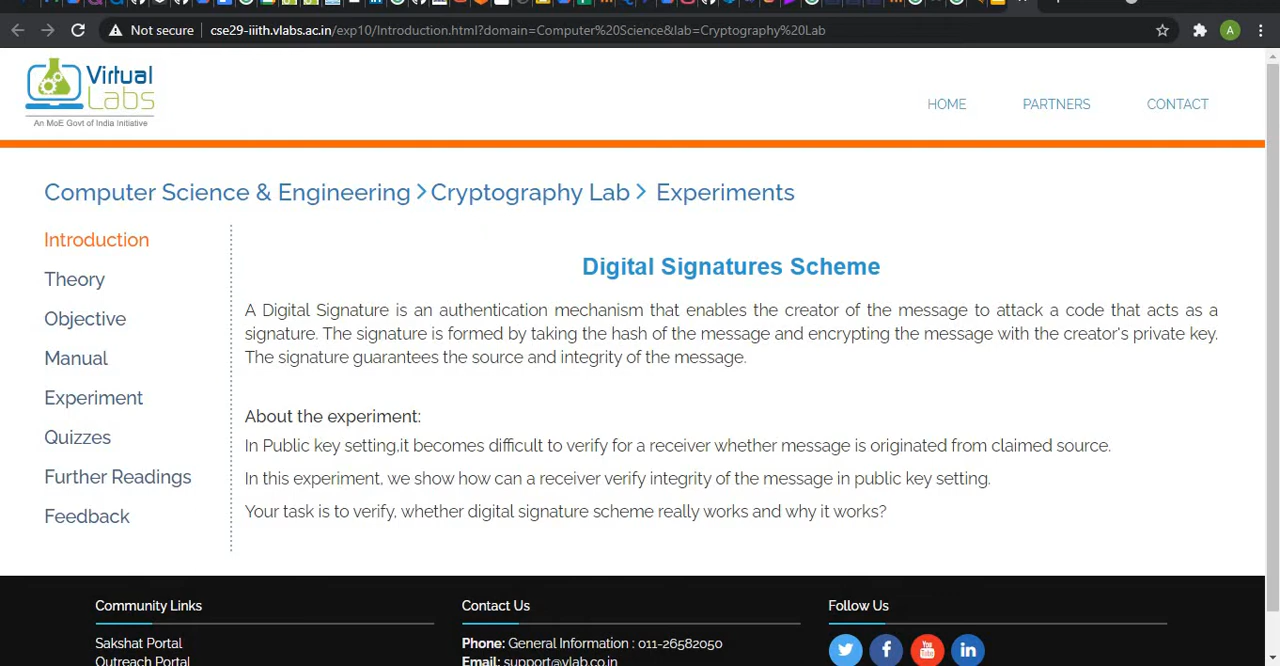 Not secure
cse29-iiith.vlabs.ac.in/exp10/Introduction.html?domain=Computer%20Science&lab=Cryptography%20Lab
A
Virtual
Labs
An MoE Govt of India Initiative
HOME
PARTNERS
CONTACT
Computer Science & Engineering > Cryptography Lab > Experiments
Introduction
Theory
Objective
Manual
Experiment
Quizzes
Further Readings
Feedback
Digital Signatures Scheme
A Digital Signature is an authentication mechanism that enables the creator of the message to attack a code that acts as a
signature. The signature is formed by taking the hash of the message and encrypting the message with the creator's private key.
The signature guarantees the source and integrity of the message.
About the experiment:
In Public key setting,it becomes difficult to verify for a receiver whether message is originated from claimed source.
In this experiment, we show how can a receiver verify integrity of the message in public key setting.
Your task is to verify, whether digital signature scheme really works and why it works?
Community Links
Sakshat Portal
Outreach Portal
Contact Us
Phone: General Information : 011-26582050
Email: support@vlab.co.in
Follow Us